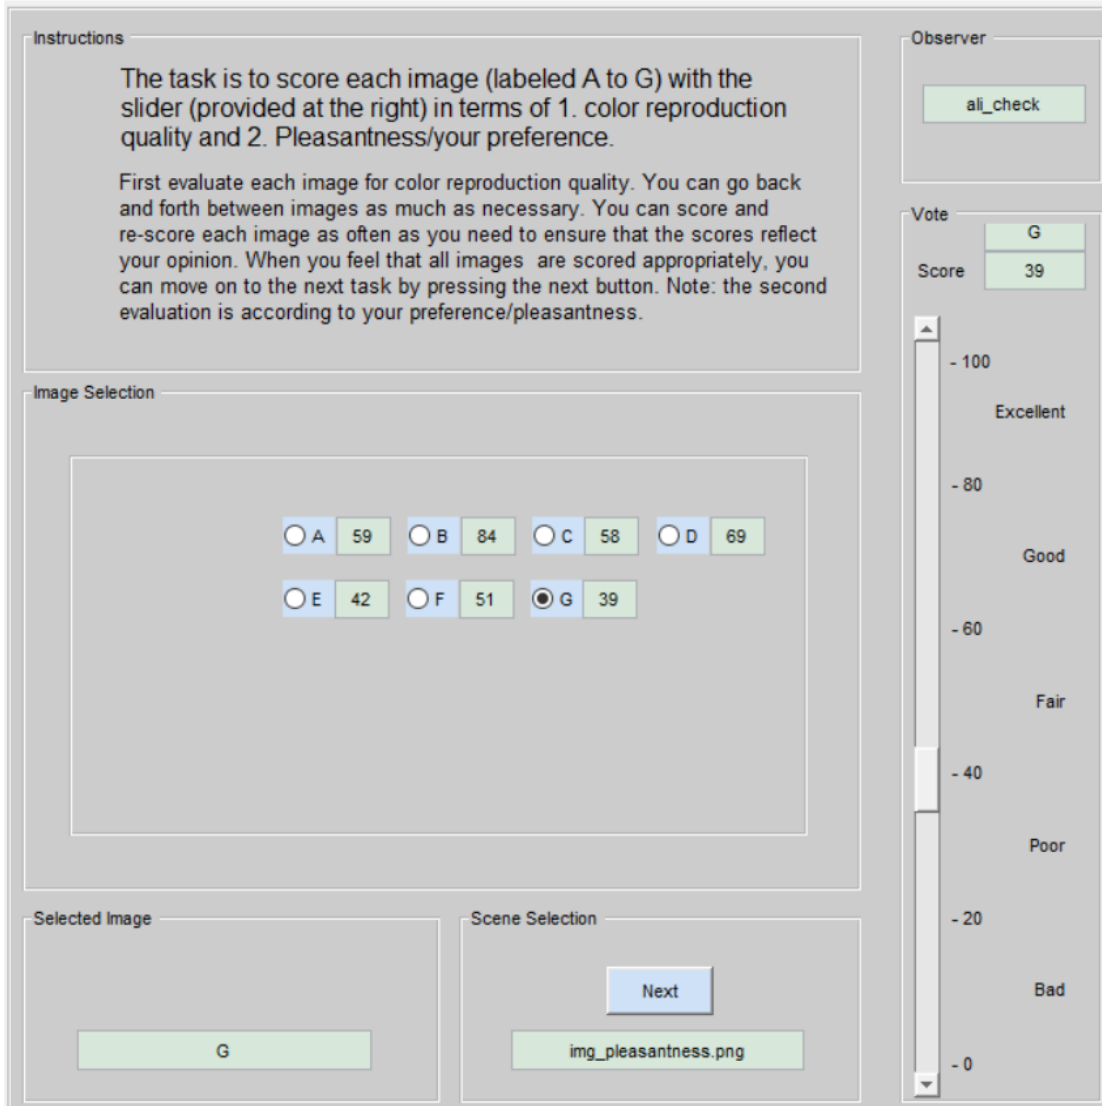 Instructions
The task is to score each image (labeled A to G) with the
slider (provided at the right) in terms of 1. color reproduction
quality and 2. Pleasantness/your preference.
First evaluate each image for color reproduction quality. You can go back
and forth between images as much as necessary. You can score and
re-score each image as often as you need to ensure that the scores reflect
your opinion. When you feel that all images  are scored appropriately, you
can move on to the next task by pressing the next button. Note: the second
evaluation is according to your preference/pleasantness.
Observer
ali_check
Vote
G
Score 39
- 100
Excellent
- 80
Good
- 60
Fair
- 40
Poor
- 20
Bad
- 0
Image Selection
A 59 B 84 C 58 D 69
E 42 F 51 G 39
Selected Image
G
Scene Selection
Next
img_pleasantness.png